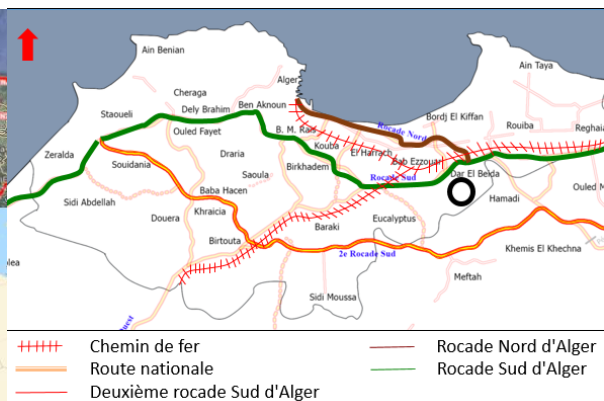 Ain Benian
Ain Taya
Alger
Cheraga
Staoueli
Dely Brahim
Ben Aknoun
Bordj El Kiffan
Rocade Nord
Rouiba
Reghaia
Ouled Fayet
B. M. Rais
Kouba
El Harrach
Bab Ezzouar
Zeralda
Souidania
Draria
Birkhadem
Rocade Sud
Dar El Beida
Saoula
Baba Hacen
Sidi Abdellah
Hamadi
Ouled M
Khraicia
Eucalyptus
Douera
Baraki
Birtouta
Khemis El Khechna
2e Rocade Sud
olea
Meftah
Sidi Moussa
uest
Chemin de fer
Rocade Nord d'Alger
Route nationale
Rocade Sud d'Alger
Deuxième rocade Sud d'Alger